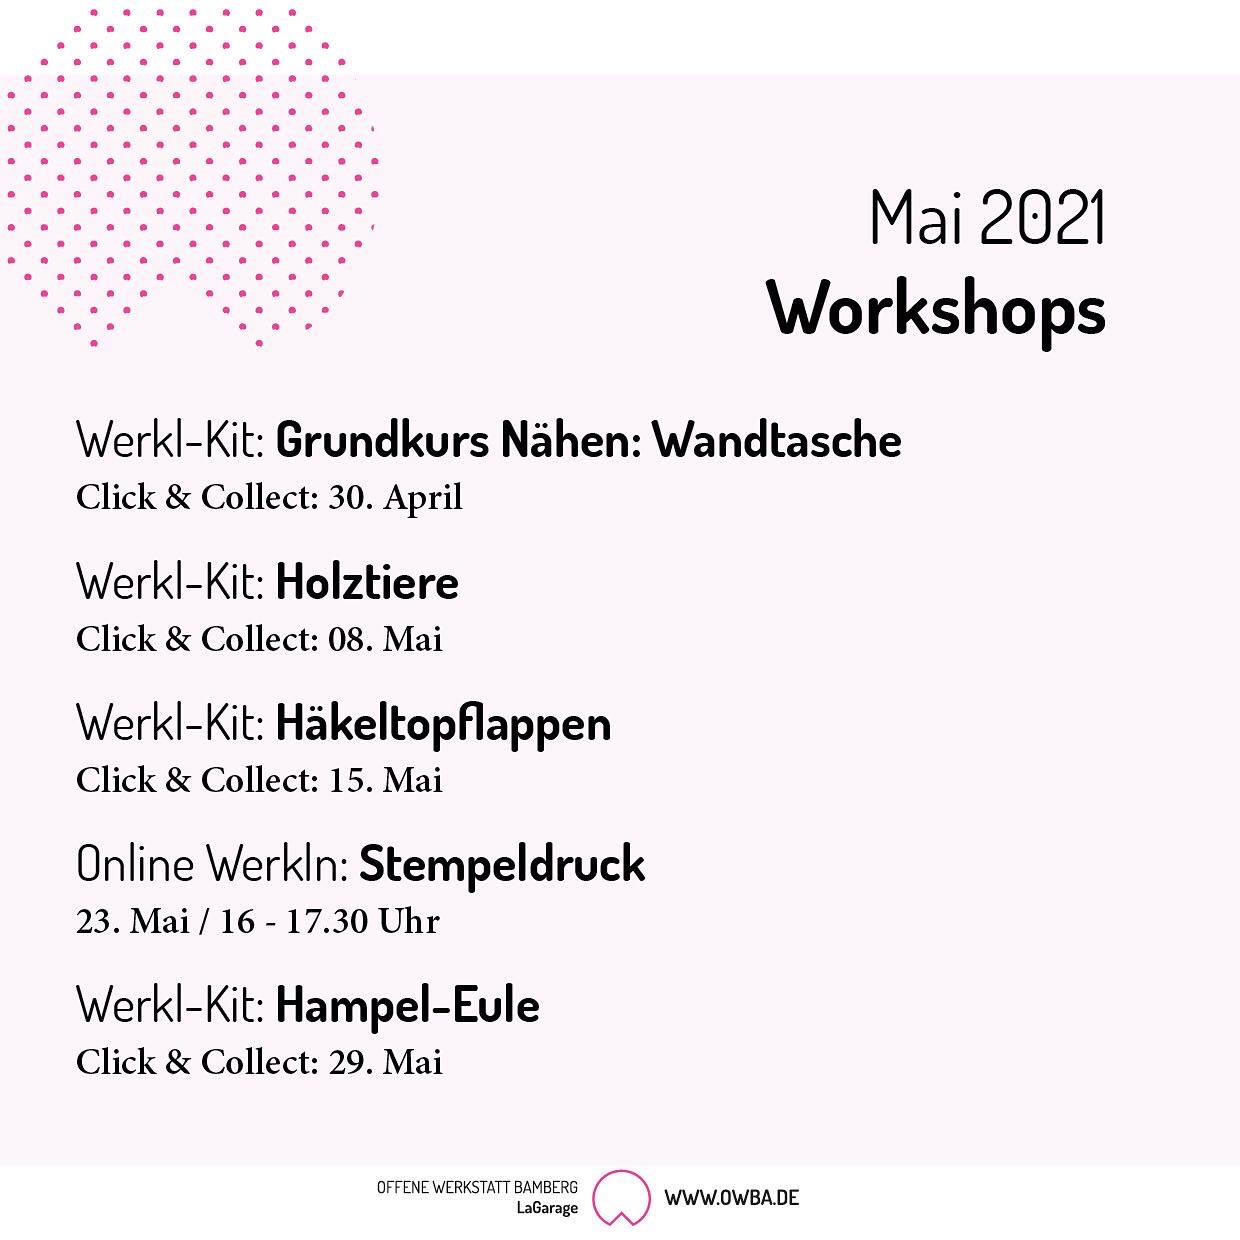 Mai 2021
Workshops
Werkl-Kit: Grundkurs Nähen: Wandtasche
Click & Collect: 30. April
Werkl-Kit: Holztiere
Click & Collect: 08. Mai
Werkl-Kit: Häkeltopflappen
Click & Collect: 15. Mai
Online Werkln: Stempeldruck
23. Mai / 16 - 17.30 Uhr
Werkl-Kit: Hampel-Eule
Click & Collect: 29. Mai
OFFENE WERKSTATT BAMBERG
LaGarage
WWW.OWBA.DE